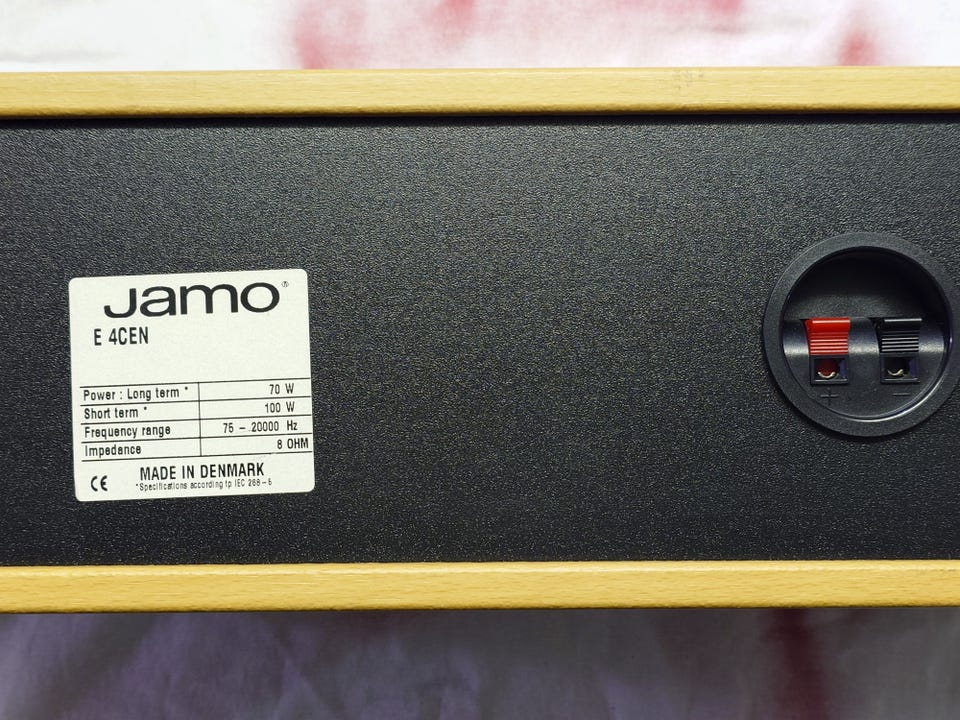 Jamo®
E 4CEN
Power : Long term * 70 W
Short term * 100 W
Frequency range 75 - 20000 Hz
Impedance 8 OHM
MADE IN DENMARK
CE *Specifications according tp IEC 268-5
+ -